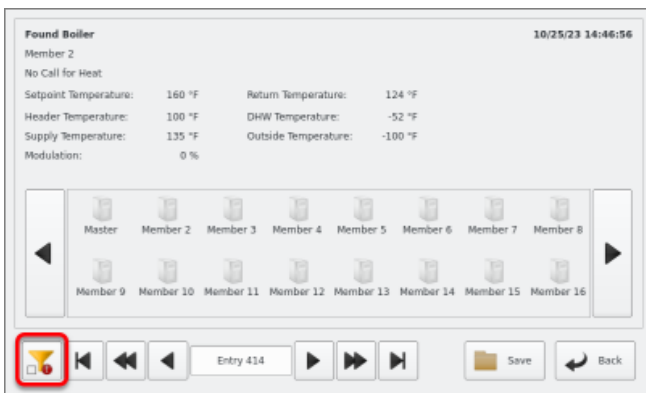 Found Boiler 10/25/23 14:46:56
Member 2
No Call for Heat
Setpoint Temperature: 160 °F Return Temperature: 124 °F
Header Temperature: 100 °F DHW Temperature: -52 °F
Supply Temperature: 135 °F Outside Temperature: -100 °F
Modulation: 0 %
Master Member 2 Member 3 Member 4 Member 5 Member 6 Member 7 Member 8
Member 9 Member 10 Member 11 Member 12 Member 13 Member 14 Member 15 Member 16
Entry 414 Save Back